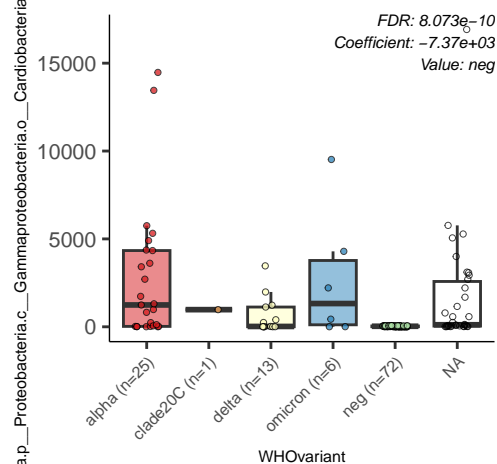 FDR: 8.073e−10
Coefficient: −7.37e+03
Value: neg
a.p__Proteobacteria.c__Gammaproteobacteria.o__Cardiobacteria
15000
10000
5000
0
alpha (n=25)
clade20C (n=1)
delta (n=13)
omicron (n=6)
neg (n=72)
NA
WHOvariant